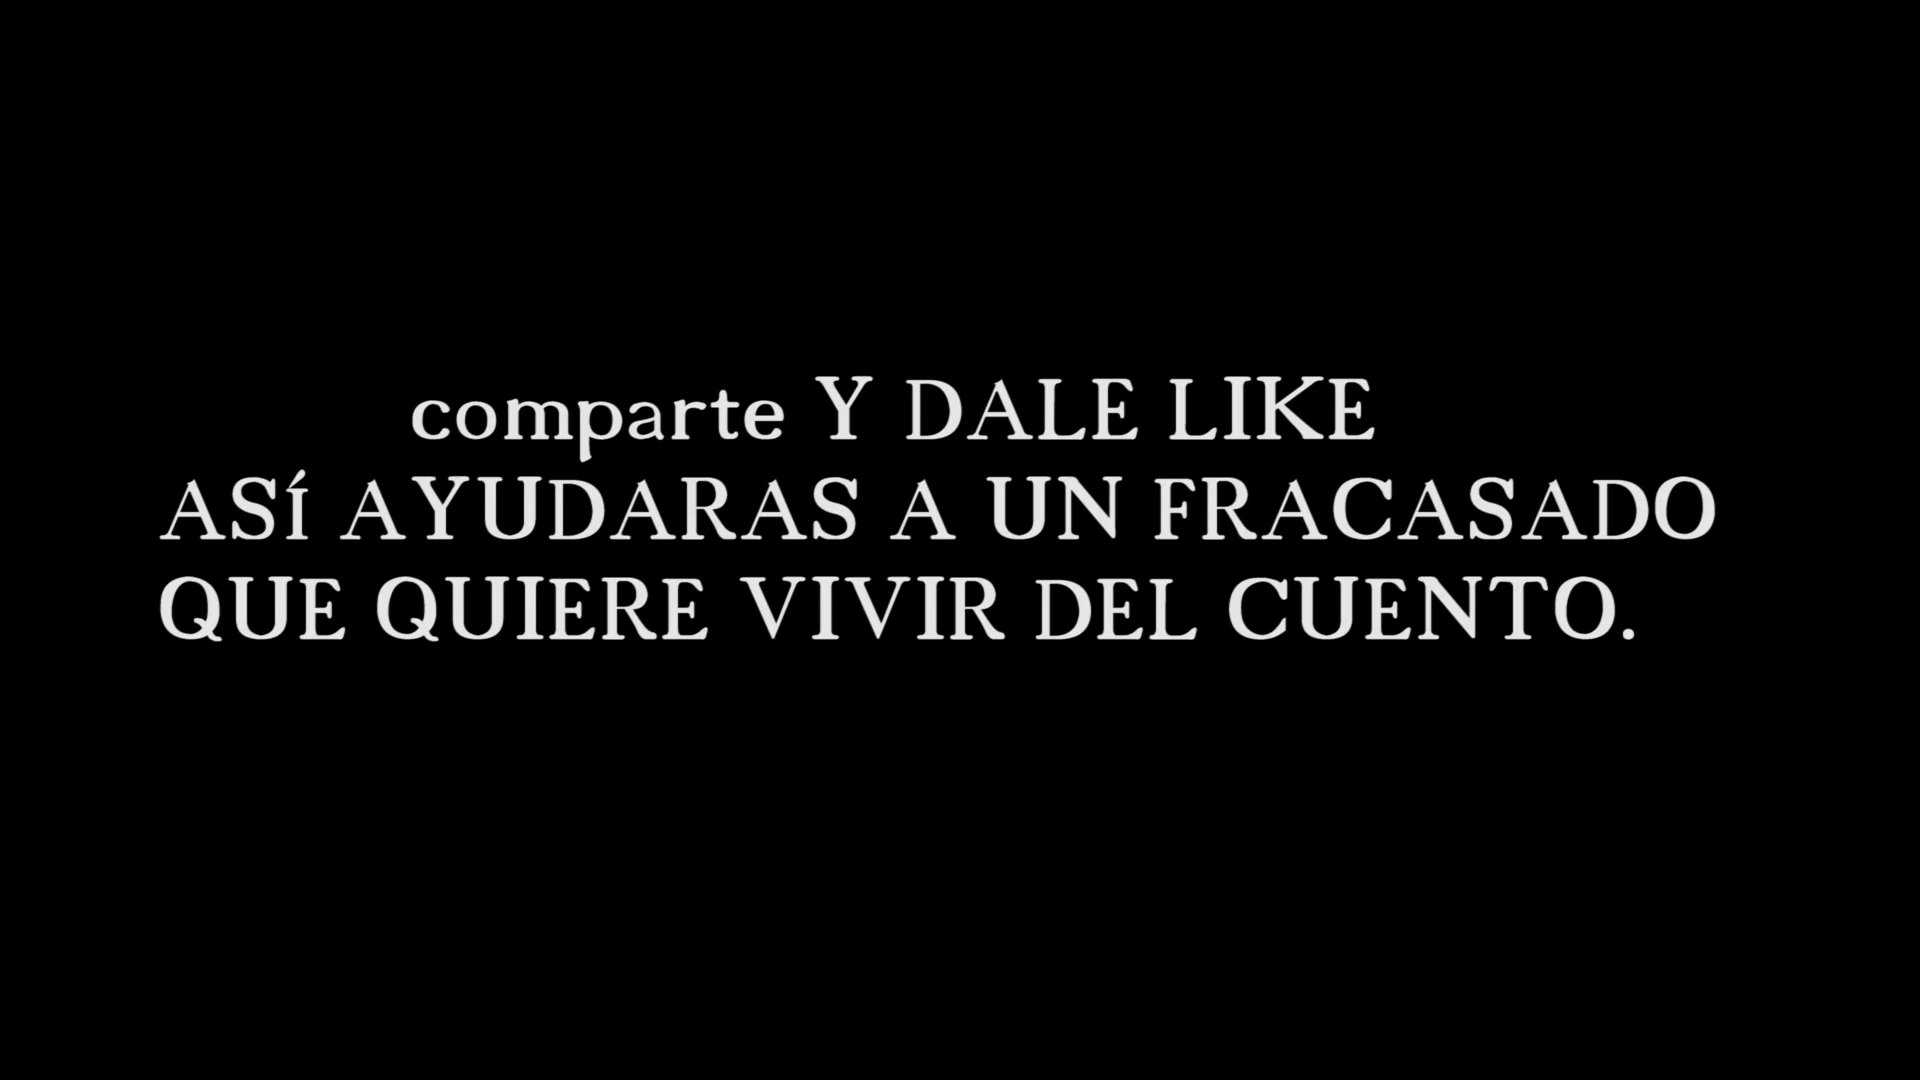 comparte Y DALE LIKE
ASí AYUDARAS A UN FRACASADO
QUE QUIERE VIVIR DEL CUENTO.